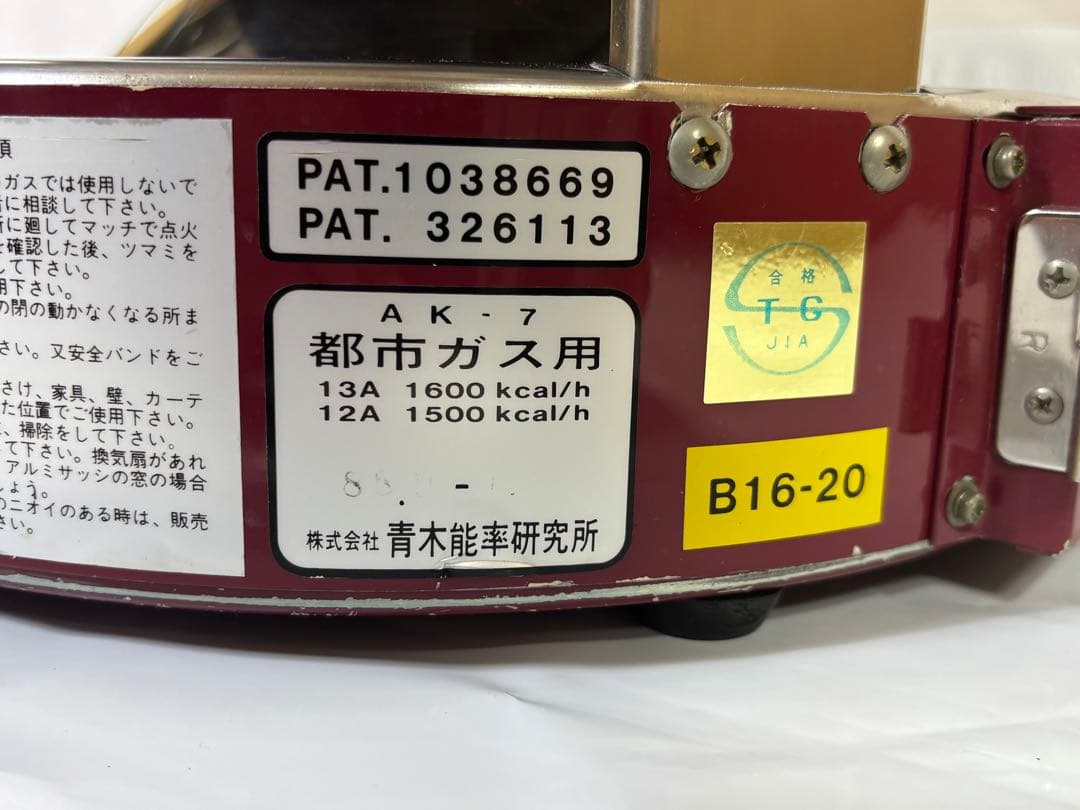 項
ガスでは使用しないで
に相談して下さい。
所に廻してマッチで点火
を確認した後、ツマミを
して下さい。
用下さい。
の閉の動かなくなる所ま
さい。又安全バンドをご
さけ、家具、壁、カーテ
た位置でご使用下さい。
、掃除をして下さい。
て下さい。換気扇があれ
アルミサッシの窓の場合
しょう。
のニオイのある時は、販売
さい。
PAT.1038669
PAT. 326113
AK-7
都市ガス用
13A 1600 kcal/h
12A 1500 kcal/h
株式会社 青木能率研究所
合格
TG
JIA
B16-20
R